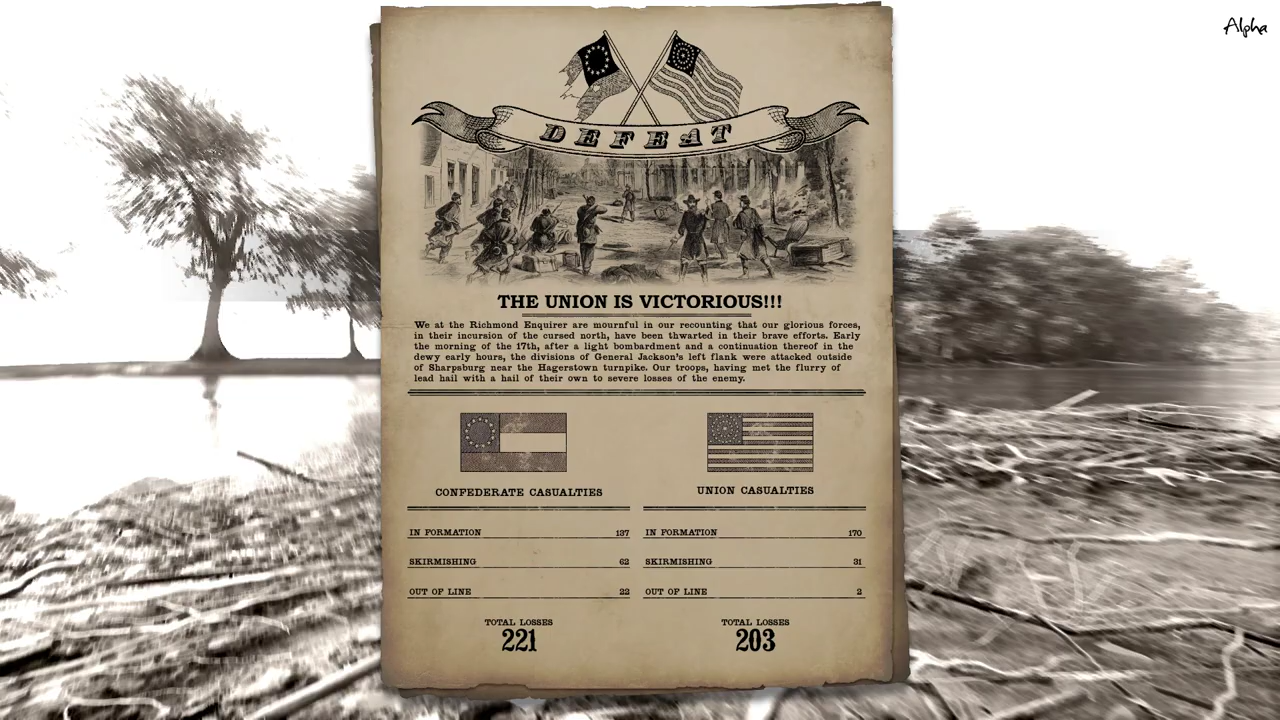 Alpha
DEFEAT
THE UNION IS VICTORIOUS!!!
We at the Richmond Enquirer are mournful in our recounting that our glorious forces,
in their incursion of the cursed north, have been thwarted in their brave efforts. Early
the morning of the 17th, after a light bombardment and a continuation thereof in the
dewy early hours, the divisions of General Jackson's left flank were attacked outside
of Sharpsburg near the Hagerstown turnpike. Our troops, having met the flurry of
lead hail with a hail of their own to severe losses of the enemy.
CONFEDERATE CASUALTIES
IN FORMATION 137
SKIRMISHING 62
OUT OF LINE 22
TOTAL LOSSES
221
UNION CASUALTIES
IN FORMATION 170
SKIRMISHING 31
OUT OF LINE 2
TOTAL LOSSES
203